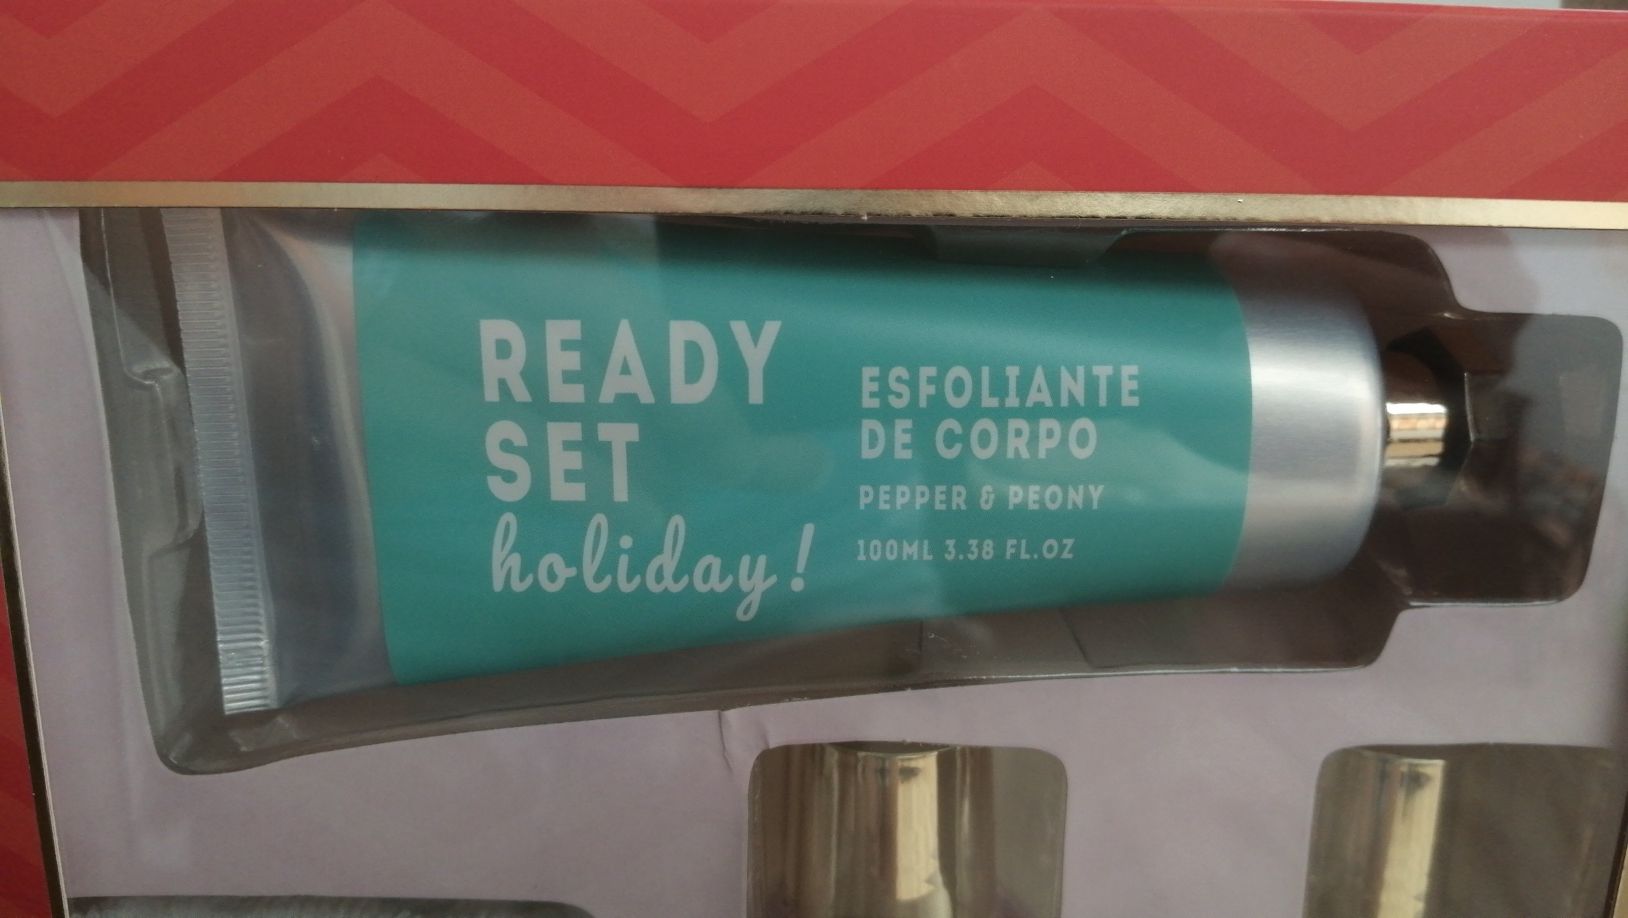 READY
SET
holiday!
ESFOLIANTE
DE CORPO
PEPPER & PEONY
100ML 3.38 FL.OZ